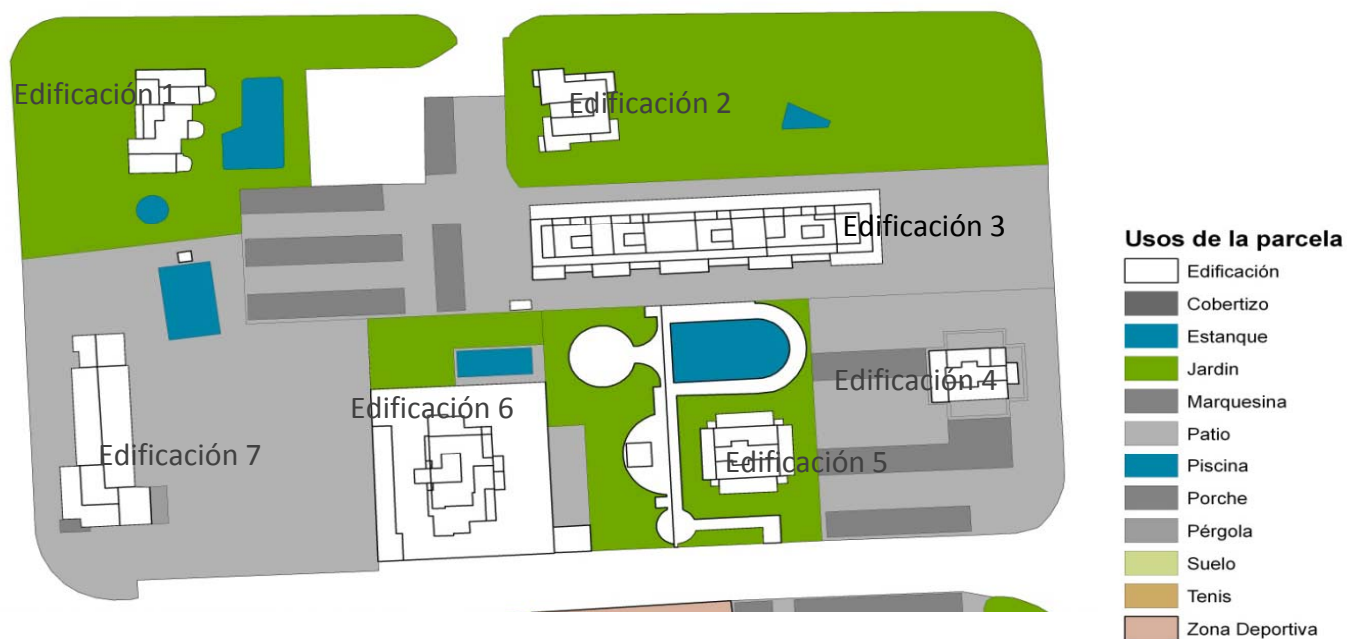 Edificación 1
Edificación 2
Edificación 3
Edificación 4
Edificación 5
Edificación 6
Edificación 7
Usos de la parcela
Edificación
Cobertizo
Estanque
Jardin
Marquesina
Patio
Piscina
Porche
Pérgola
Suelo
Tenis
Zona Deportiva